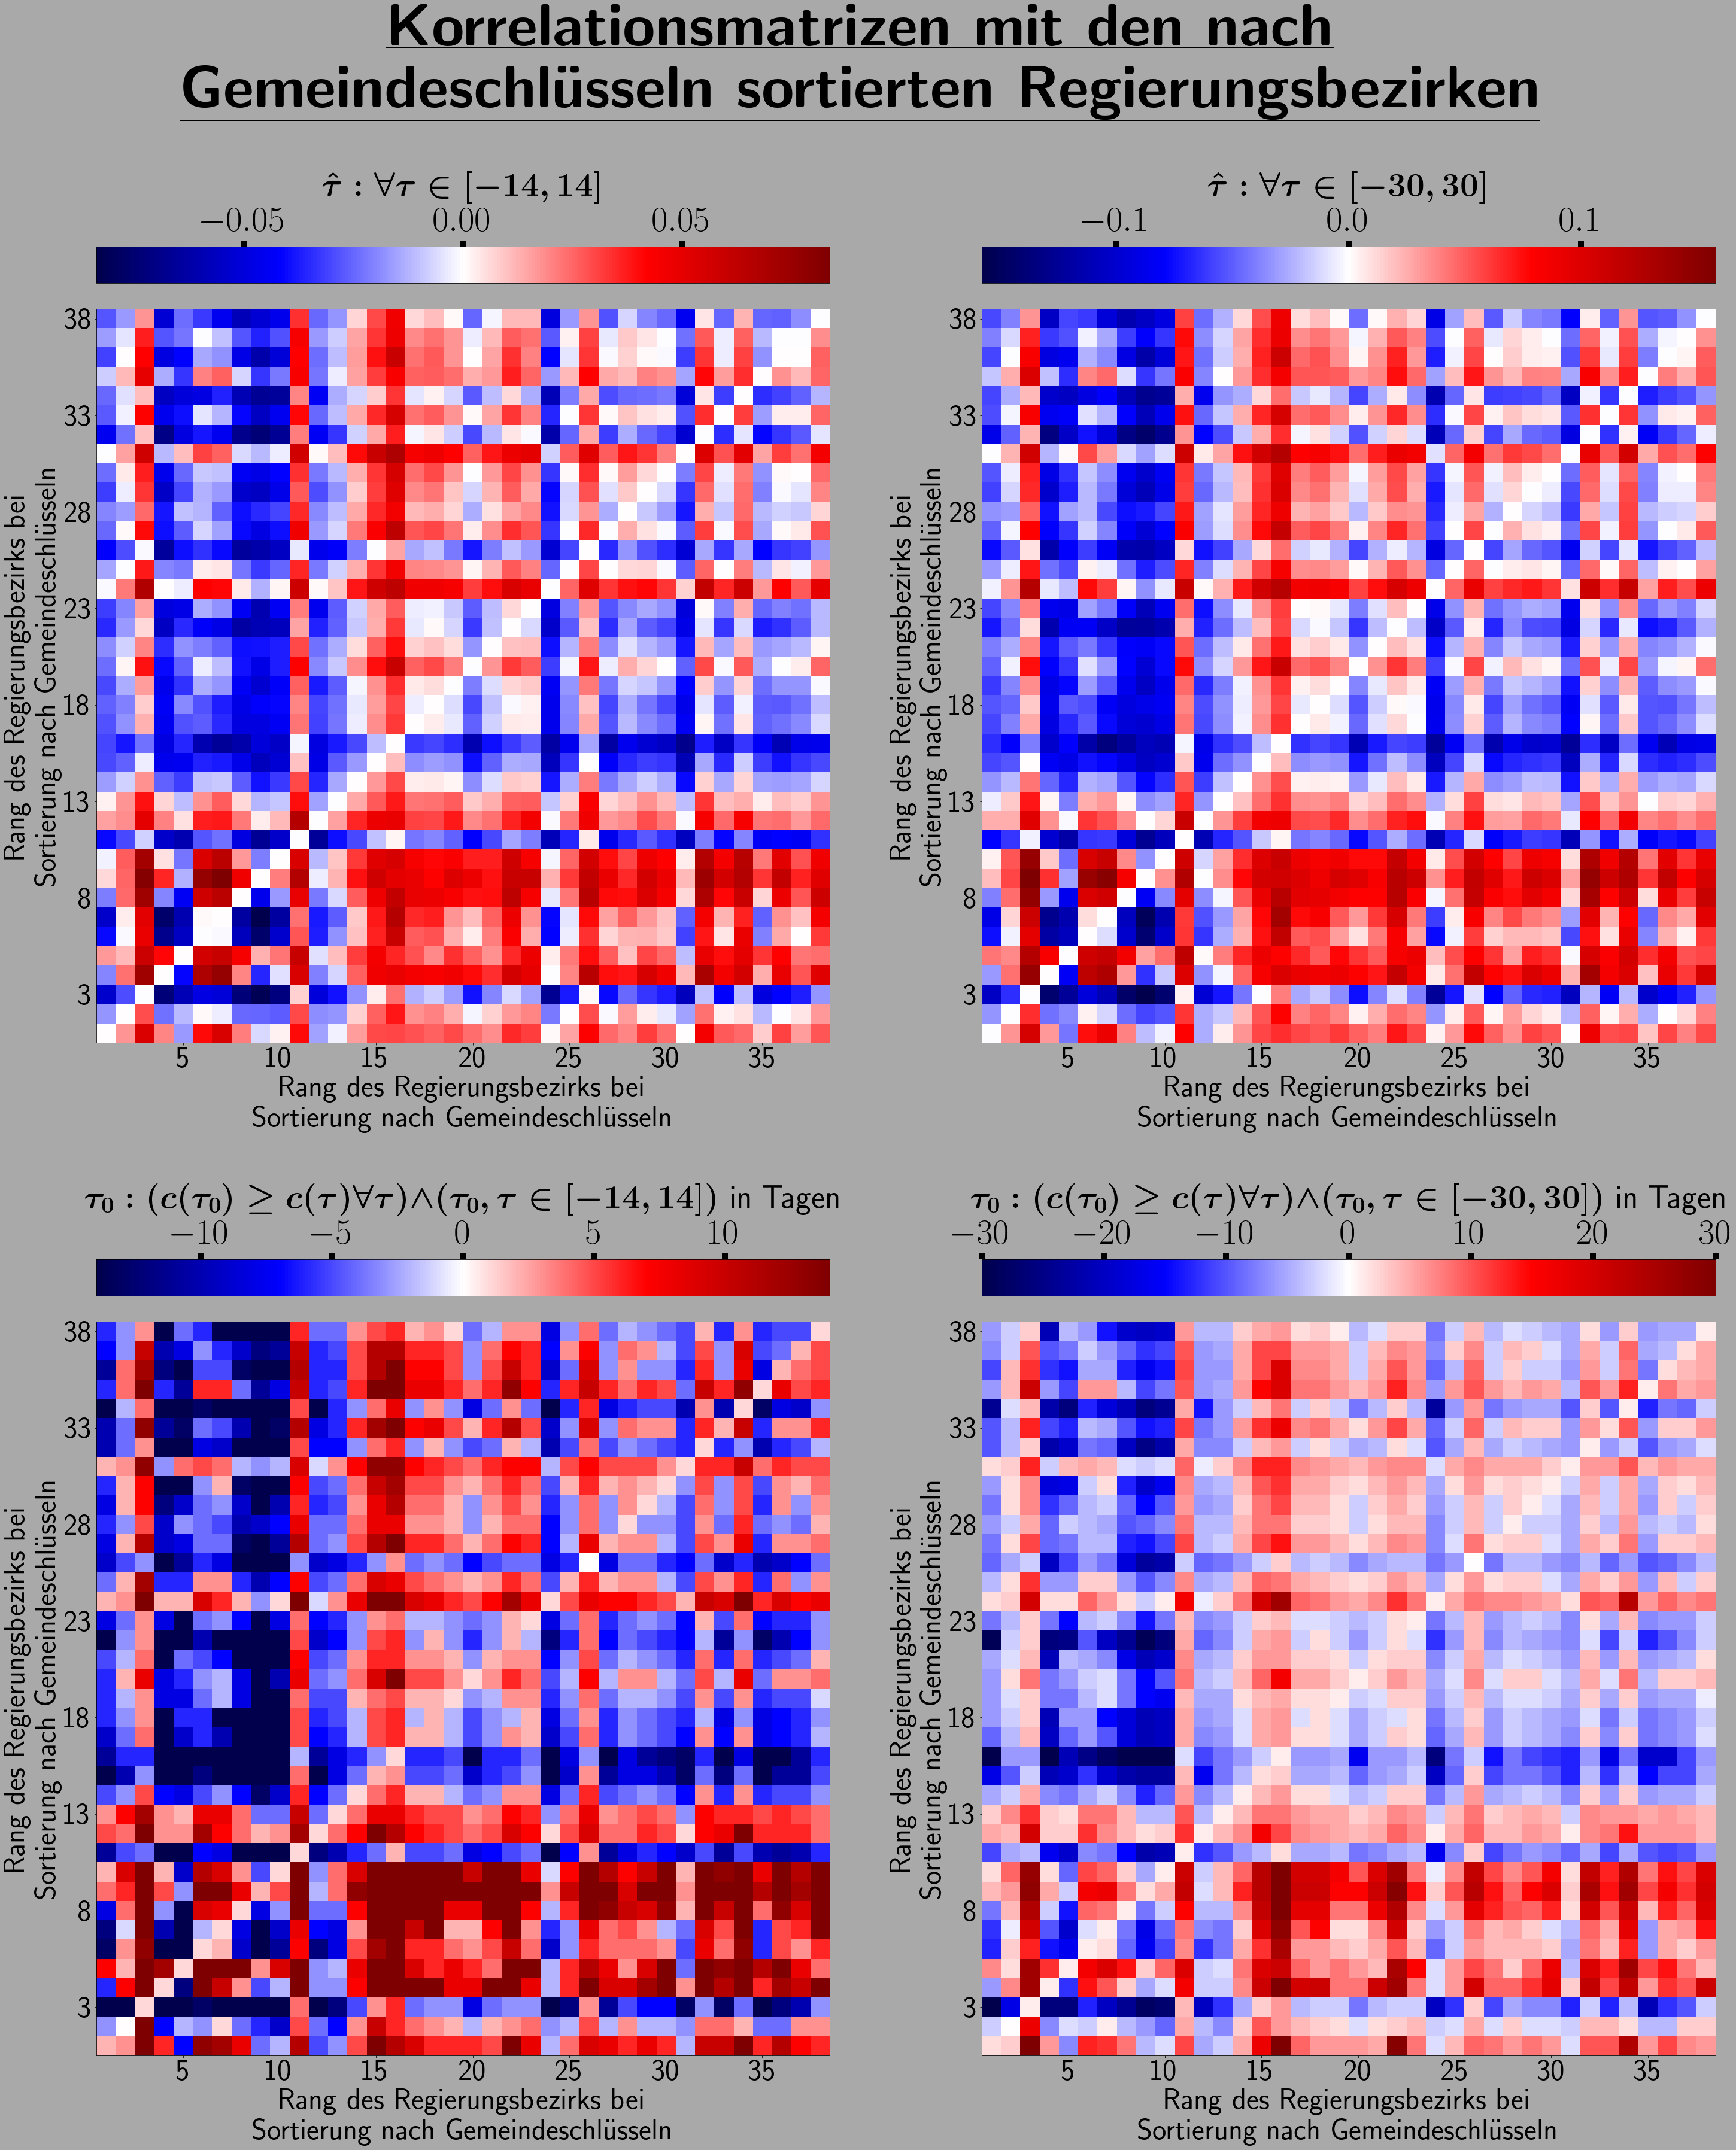 Korrelationsmatrizen mit den nach
Gemeindeschlüsseln sortierten Regierungsbezirken
τ̂ : ∀τ ∈ [−14, 14]
−0.05 0.00 0.05
38
33
28
23
18
13
8
3
Rang des Regierungsbezirks bei
Sortierung nach Gemeindeschlüsseln
5 10 15 20 25 30 35
Rang des Regierungsbezirks bei
Sortierung nach Gemeindeschlüsseln
τ̂ : ∀τ ∈ [−30, 30]
−0.1 0.0 0.1
38
33
28
23
18
13
8
3
Rang des Regierungsbezirks bei
Sortierung nach Gemeindeschlüsseln
5 10 15 20 25 30 35
Rang des Regierungsbezirks bei
Sortierung nach Gemeindeschlüsseln
τ₀ : (c(τ₀) ≥ c(τ)∀τ)∧(τ₀, τ ∈ [−14, 14]) in Tagen
−10 −5 0 5 10
38
33
28
23
18
13
8
3
Rang des Regierungsbezirks bei
Sortierung nach Gemeindeschlüsseln
5 10 15 20 25 30 35
Rang des Regierungsbezirks bei
Sortierung nach Gemeindeschlüsseln
τ₀ : (c(τ₀) ≥ c(τ)∀τ)∧(τ₀, τ ∈ [−30, 30]) in Tagen
−30 −20 −10 0 10 20 30
38
33
28
23
18
13
8
3
Rang des Regierungsbezirks bei
Sortierung nach Gemeindeschlüsseln
5 10 15 20 25 30 35
Rang des Regierungsbezirks bei
Sortierung nach Gemeindeschlüsseln